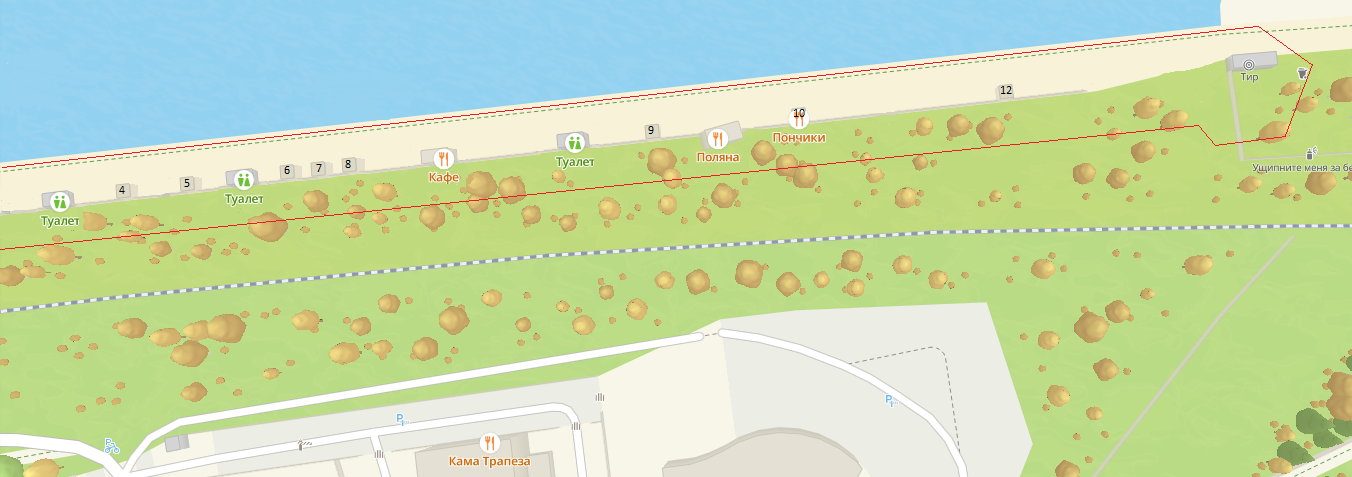 12
Тир
10
Пончики
9
Поляна
Туалет
8
7
6
Кафе
5
Туалет
4
Туалет
Ущипните меня за бе
P
P
Кама Трапеза